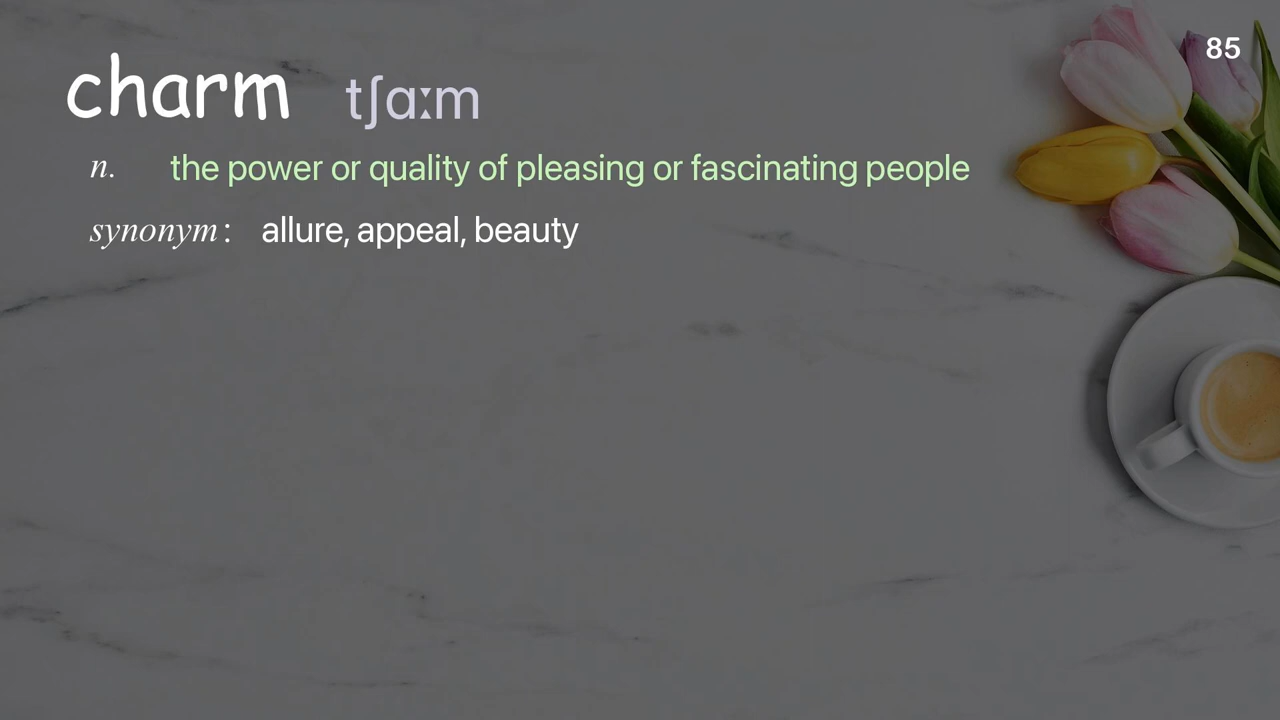 85
charm tʃɑːm
n. the power or quality of pleasing or fascinating people
synonym : allure, appeal, beauty